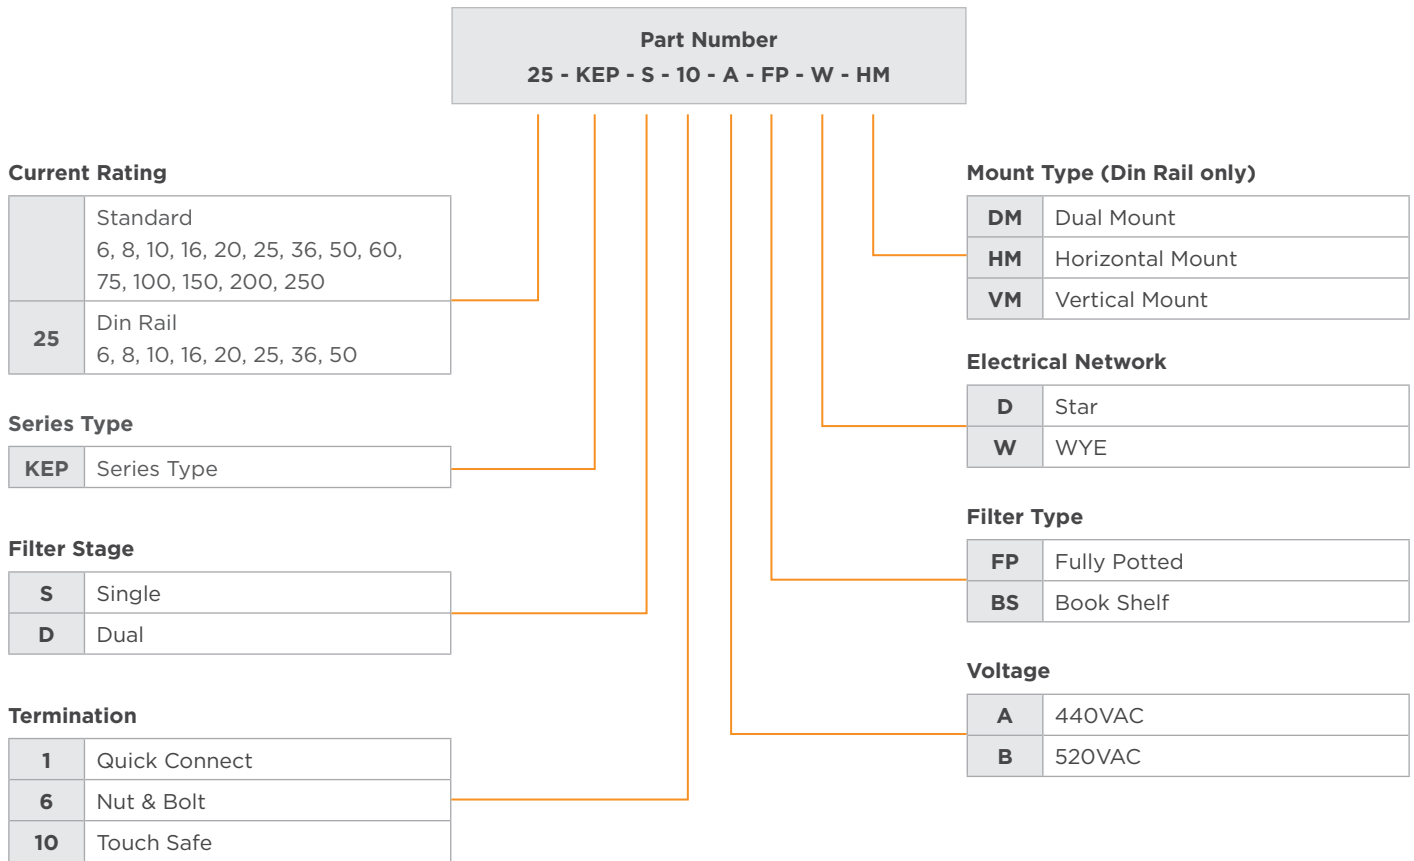 Part Number
25 - KEP - S - 10 - A - FP - W - HM
Current Rating
Standard
6, 8, 10, 16, 20, 25, 36, 50, 60,
75, 100, 150, 200, 250
25 Din Rail
6, 8, 10, 16, 20, 25, 36, 50
Series Type
KEP Series Type
Filter Stage
S Single
D Dual
Termination
1 Quick Connect
6 Nut & Bolt
10 Touch Safe
Mount Type (Din Rail only)
DM Dual Mount
HM Horizontal Mount
VM Vertical Mount
Electrical Network
D Star
W WYE
Filter Type
FP Fully Potted
BS Book Shelf
Voltage
A 440VAC
B 520VAC